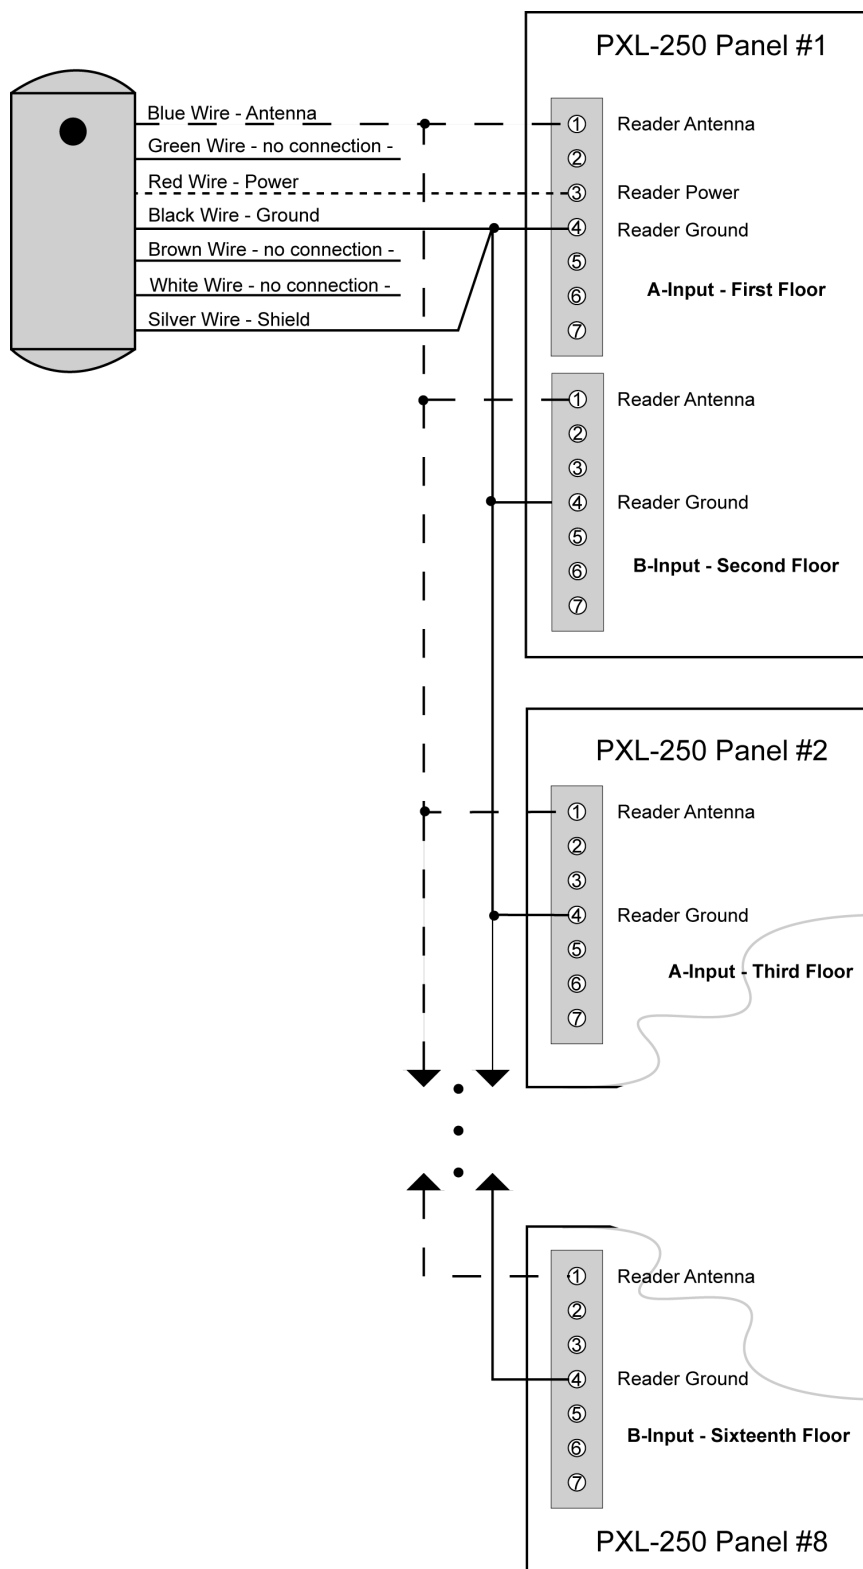 PXL-250 Panel #1
Blue Wire - Antenna
1 Reader Antenna
Green Wire - no connection -
2
Red Wire - Power
3 Reader Power
Black Wire - Ground
4 Reader Ground
Brown Wire - no connection -
5
White Wire - no connection -
6 A-Input - First Floor
Silver Wire - Shield
7
1 Reader Antenna
2
3
4 Reader Ground
5
6 B-Input - Second Floor
7
PXL-250 Panel #2
1 Reader Antenna
2
3
4 Reader Ground
5
6 A-Input - Third Floor
7
1 Reader Antenna
2
3
4 Reader Ground
5
6 B-Input - Sixteenth Floor
7
PXL-250 Panel #8